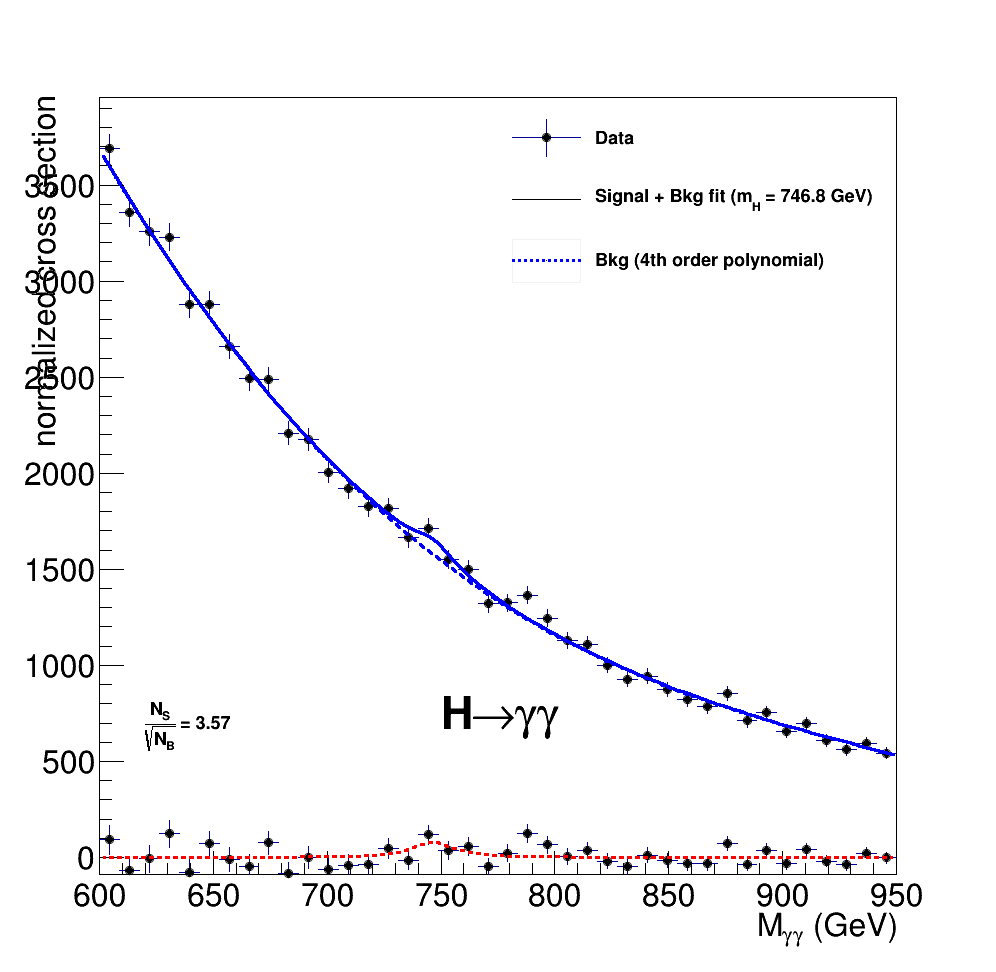 normalized cross section
3500
3000
2500
2000
1500
1000
500
0
Data
Signal + Bkg fit (m_H = 746.8 GeV)
Bkg (4th order polynomial)
N_S
√N_B = 3.57
H→γγ
600 650 700 750 800 850 900 950
M_γγ (GeV)